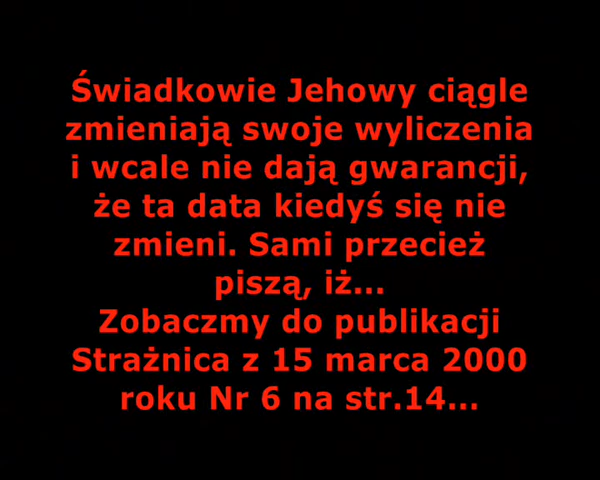 Świadkowie Jehowy ciągle
zmieniają swoje wyliczenia
i wcale nie dają gwarancji,
że ta data kiedyś się nie
zmieni. Sami przecież
piszą, iż...
Zobaczmy do publikacji
Strażnica z 15 marca 2000
roku Nr 6 na str.14...